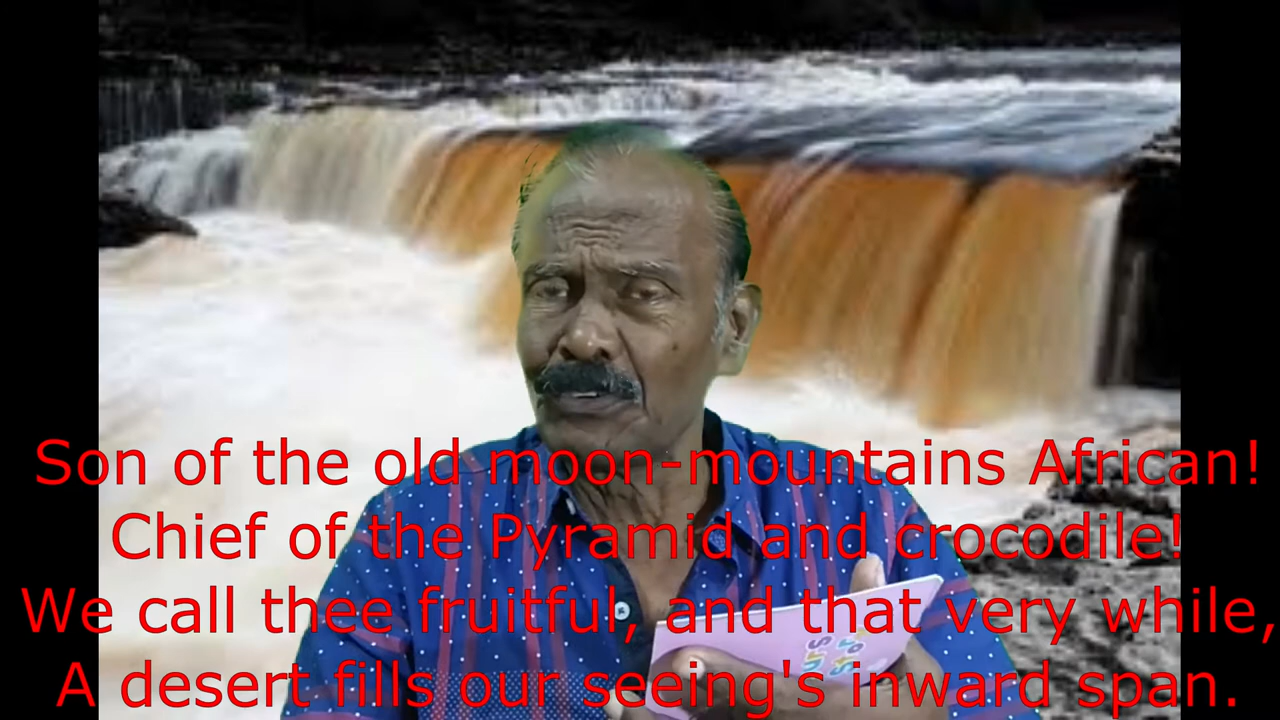 Son of the old moon-mountains African!
Chief of the Pyramid and crocodile!
We call thee fruitful, and that very while,
A desert fills our seeing's inward span.